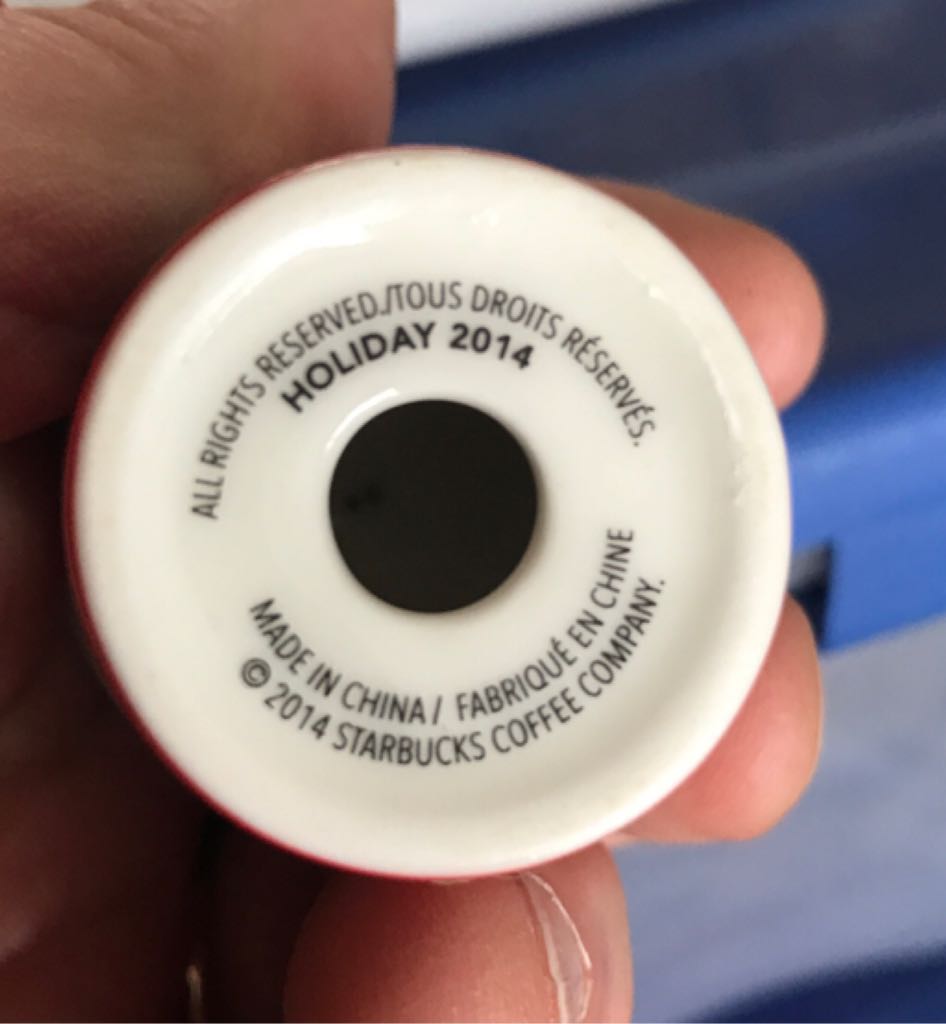 ALL RIGHTS RESERVED./TOUS DROITS RÉSERVÉS.
HOLIDAY 2014
MADE IN CHINA / FABRIQUÉ EN CHINE
© 2014 STARBUCKS COFFEE COMPANY.